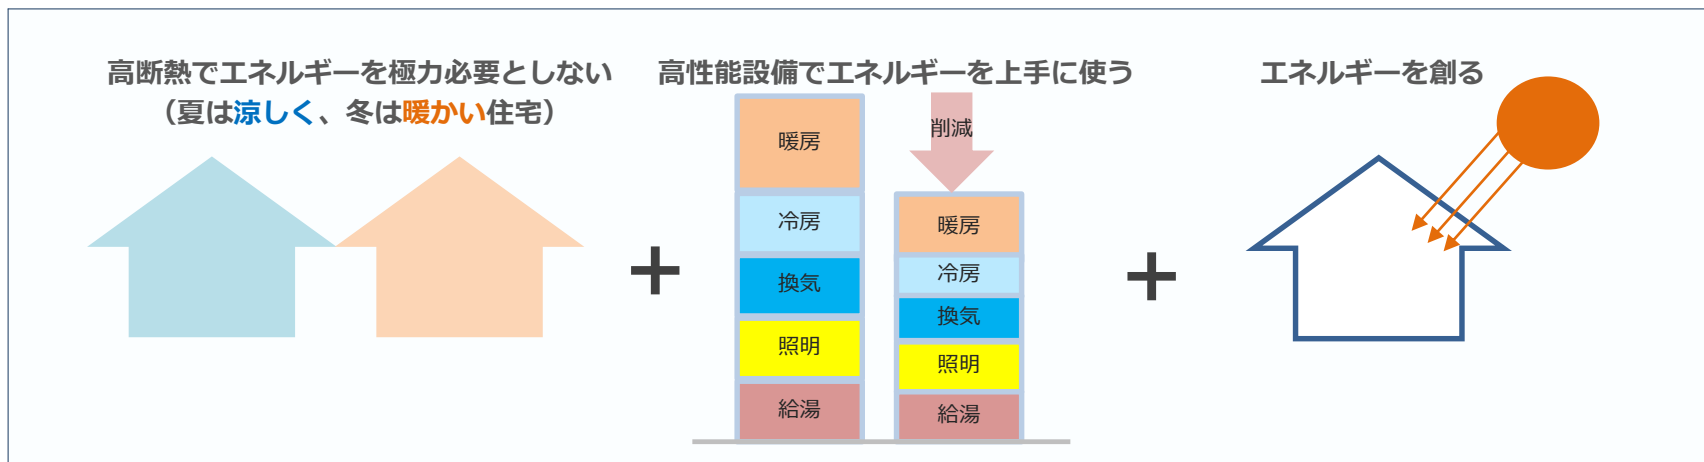 高断熱でエネルギーを極力必要としない
（夏は涼しく、冬は暖かい住宅）
高性能設備でエネルギーを上手に使う
暖房
冷房
換気
照明
給湯
削減
暖房
冷房
換気
照明
給湯
エネルギーを創る
＋
＋